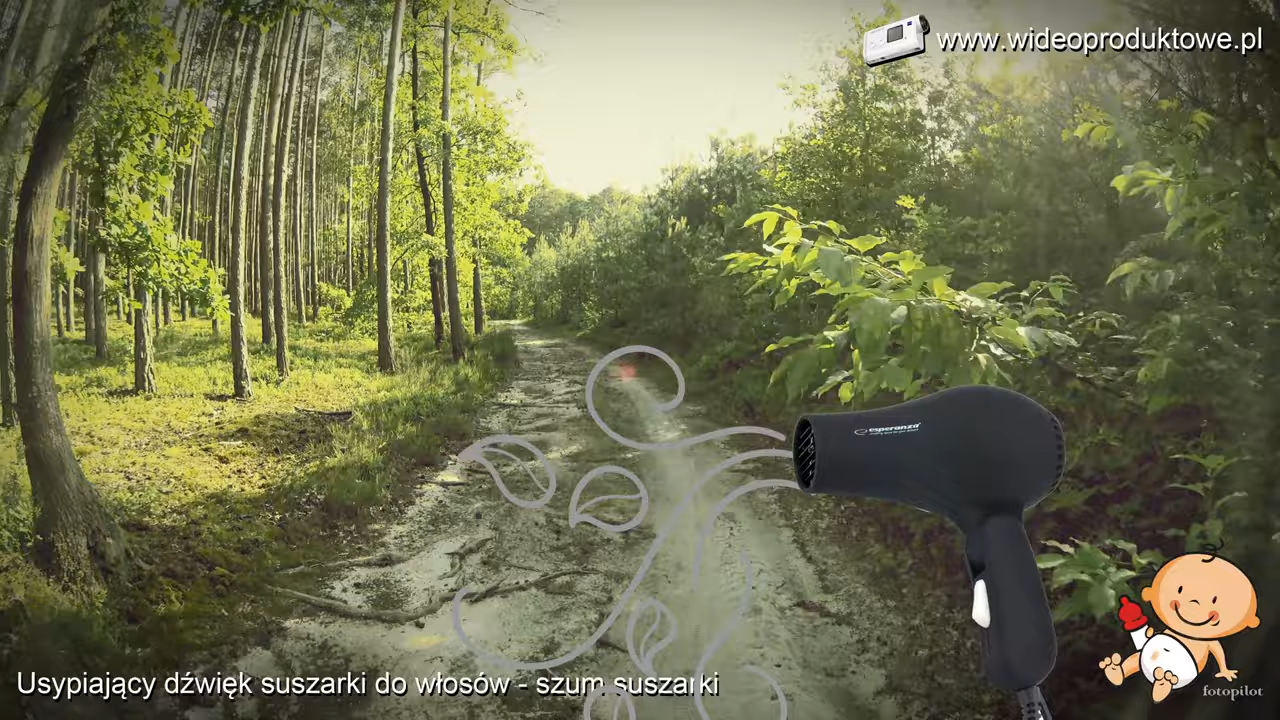 www.wideoproduktowe.pl
esperanza
Usypiający dźwięk suszarki do włosów - szum suszarki
fotopilot